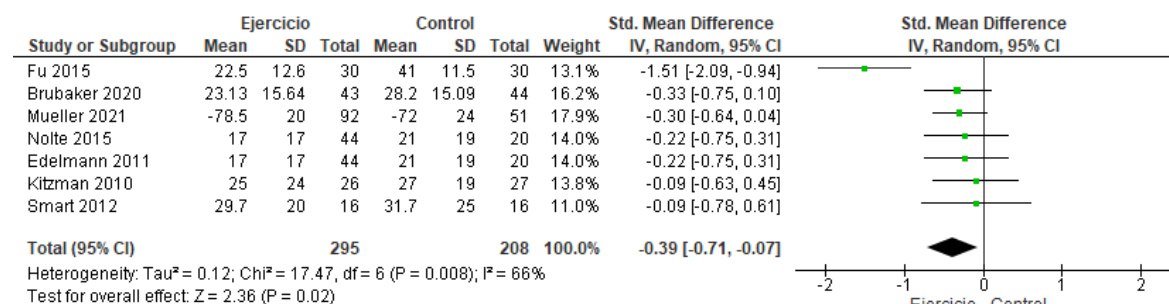 Ejercicio Control Std. Mean Difference Std. Mean Difference
Study or Subgroup Mean SD Total Mean SD Total Weight IV, Random, 95% CI IV, Random, 95% CI
Fu 2015 22.5 12.6 30 41 11.5 30 13.1% -1.51 [-2.09, -0.94]
Brubaker 2020 23.13 15.64 43 28.2 15.09 44 16.2% -0.33 [-0.75, 0.10]
Mueller 2021 -78.5 20 92 -72 24 51 17.9% -0.30 [-0.64, 0.04]
Nolte 2015 17 17 44 21 19 20 14.0% -0.22 [-0.75, 0.31]
Edelmann 2011 17 17 44 21 19 20 14.0% -0.22 [-0.75, 0.31]
Kitzman 2010 25 24 26 27 19 27 13.8% -0.09 [-0.63, 0.45]
Smart 2012 29.7 20 16 31.7 25 16 11.0% -0.09 [-0.78, 0.61]
Total (95% CI) 295 208 100.0% -0.39 [-0.71, -0.07]
Heterogeneity: Tau² = 0.12; Chi² = 17.47, df = 6 (P = 0.008); I² = 66%
Test for overall effect: Z = 2.36 (P = 0.02)
-2 -1 0 1 2
Ejercicio Control